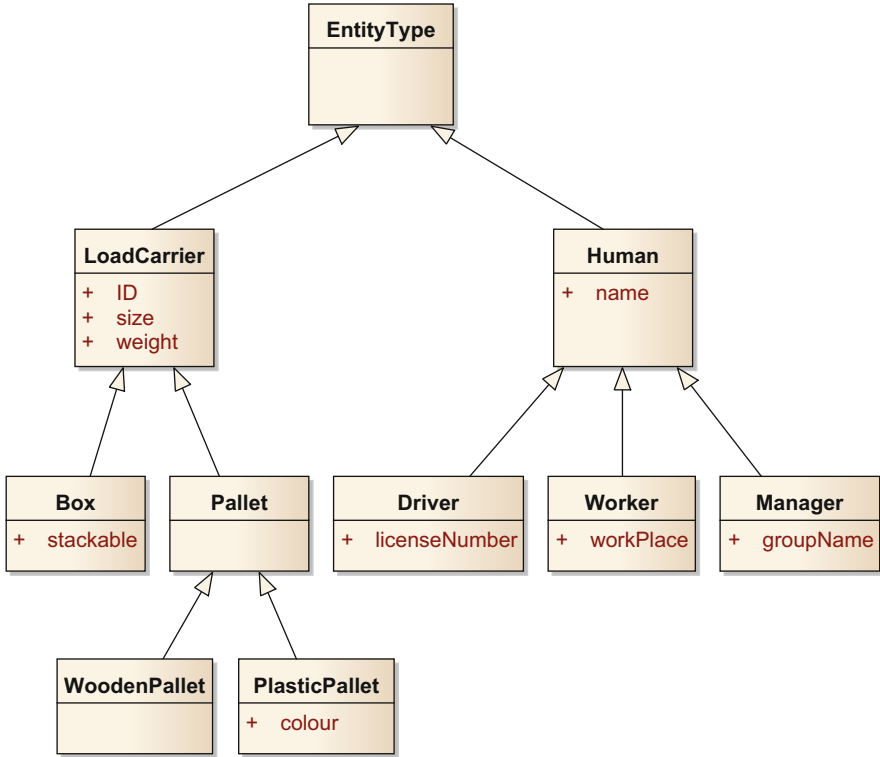 EntityType
LoadCarrier
+ ID
+ size
+ weight
Human
+ name
Box
+ stackable
Pallet
Driver
+ licenseNumber
Worker
+ workPlace
Manager
+ groupName
WoodenPallet
PlasticPallet
+ colour